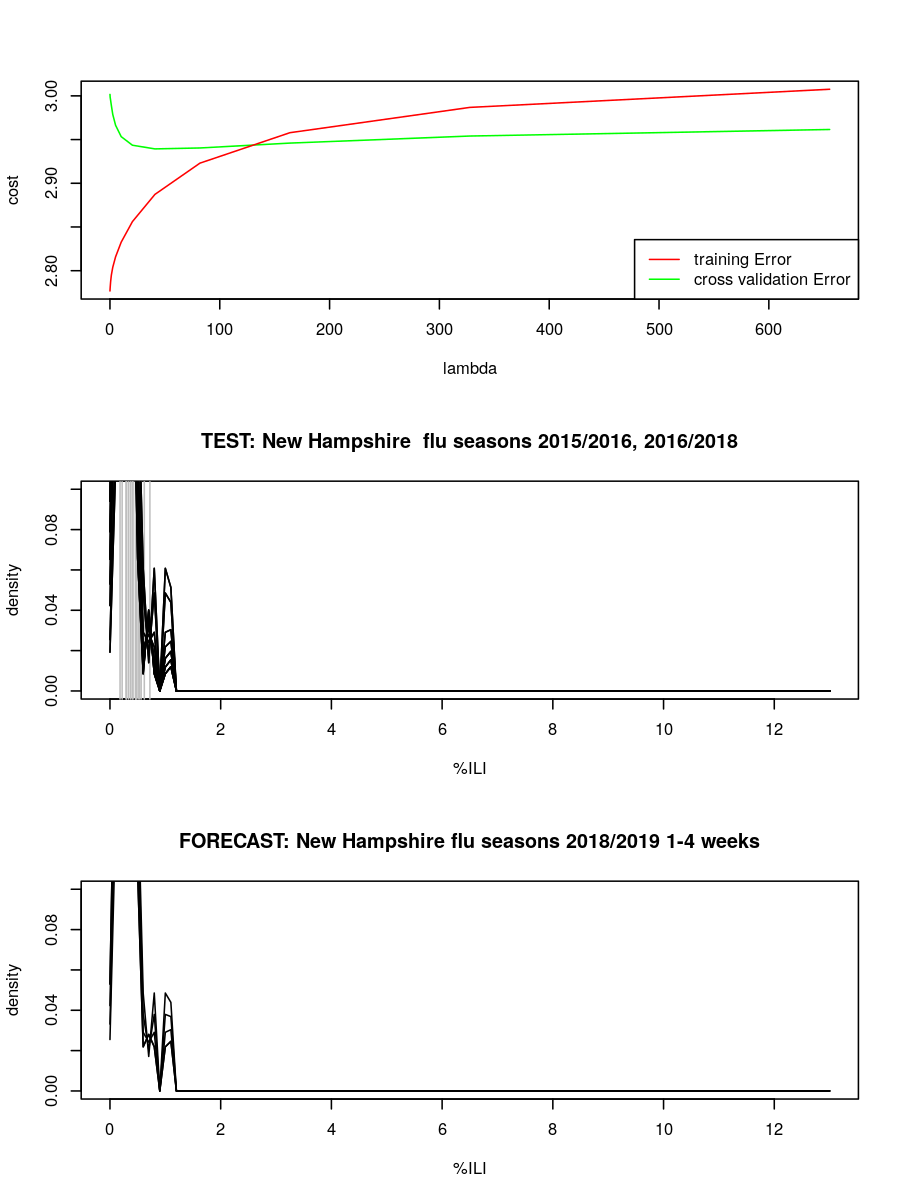 3.00
2.90
2.80
cost
training Error
cross validation Error
0 100 200 300 400 500 600
lambda
TEST: New Hampshire  flu seasons 2015/2016, 2016/2018
0.08
0.04
0.00
density
0 2 4 6 8 10 12
%ILI
FORECAST: New Hampshire flu seasons 2018/2019 1-4 weeks
0.08
0.04
0.00
density
0 2 4 6 8 10 12
%ILI